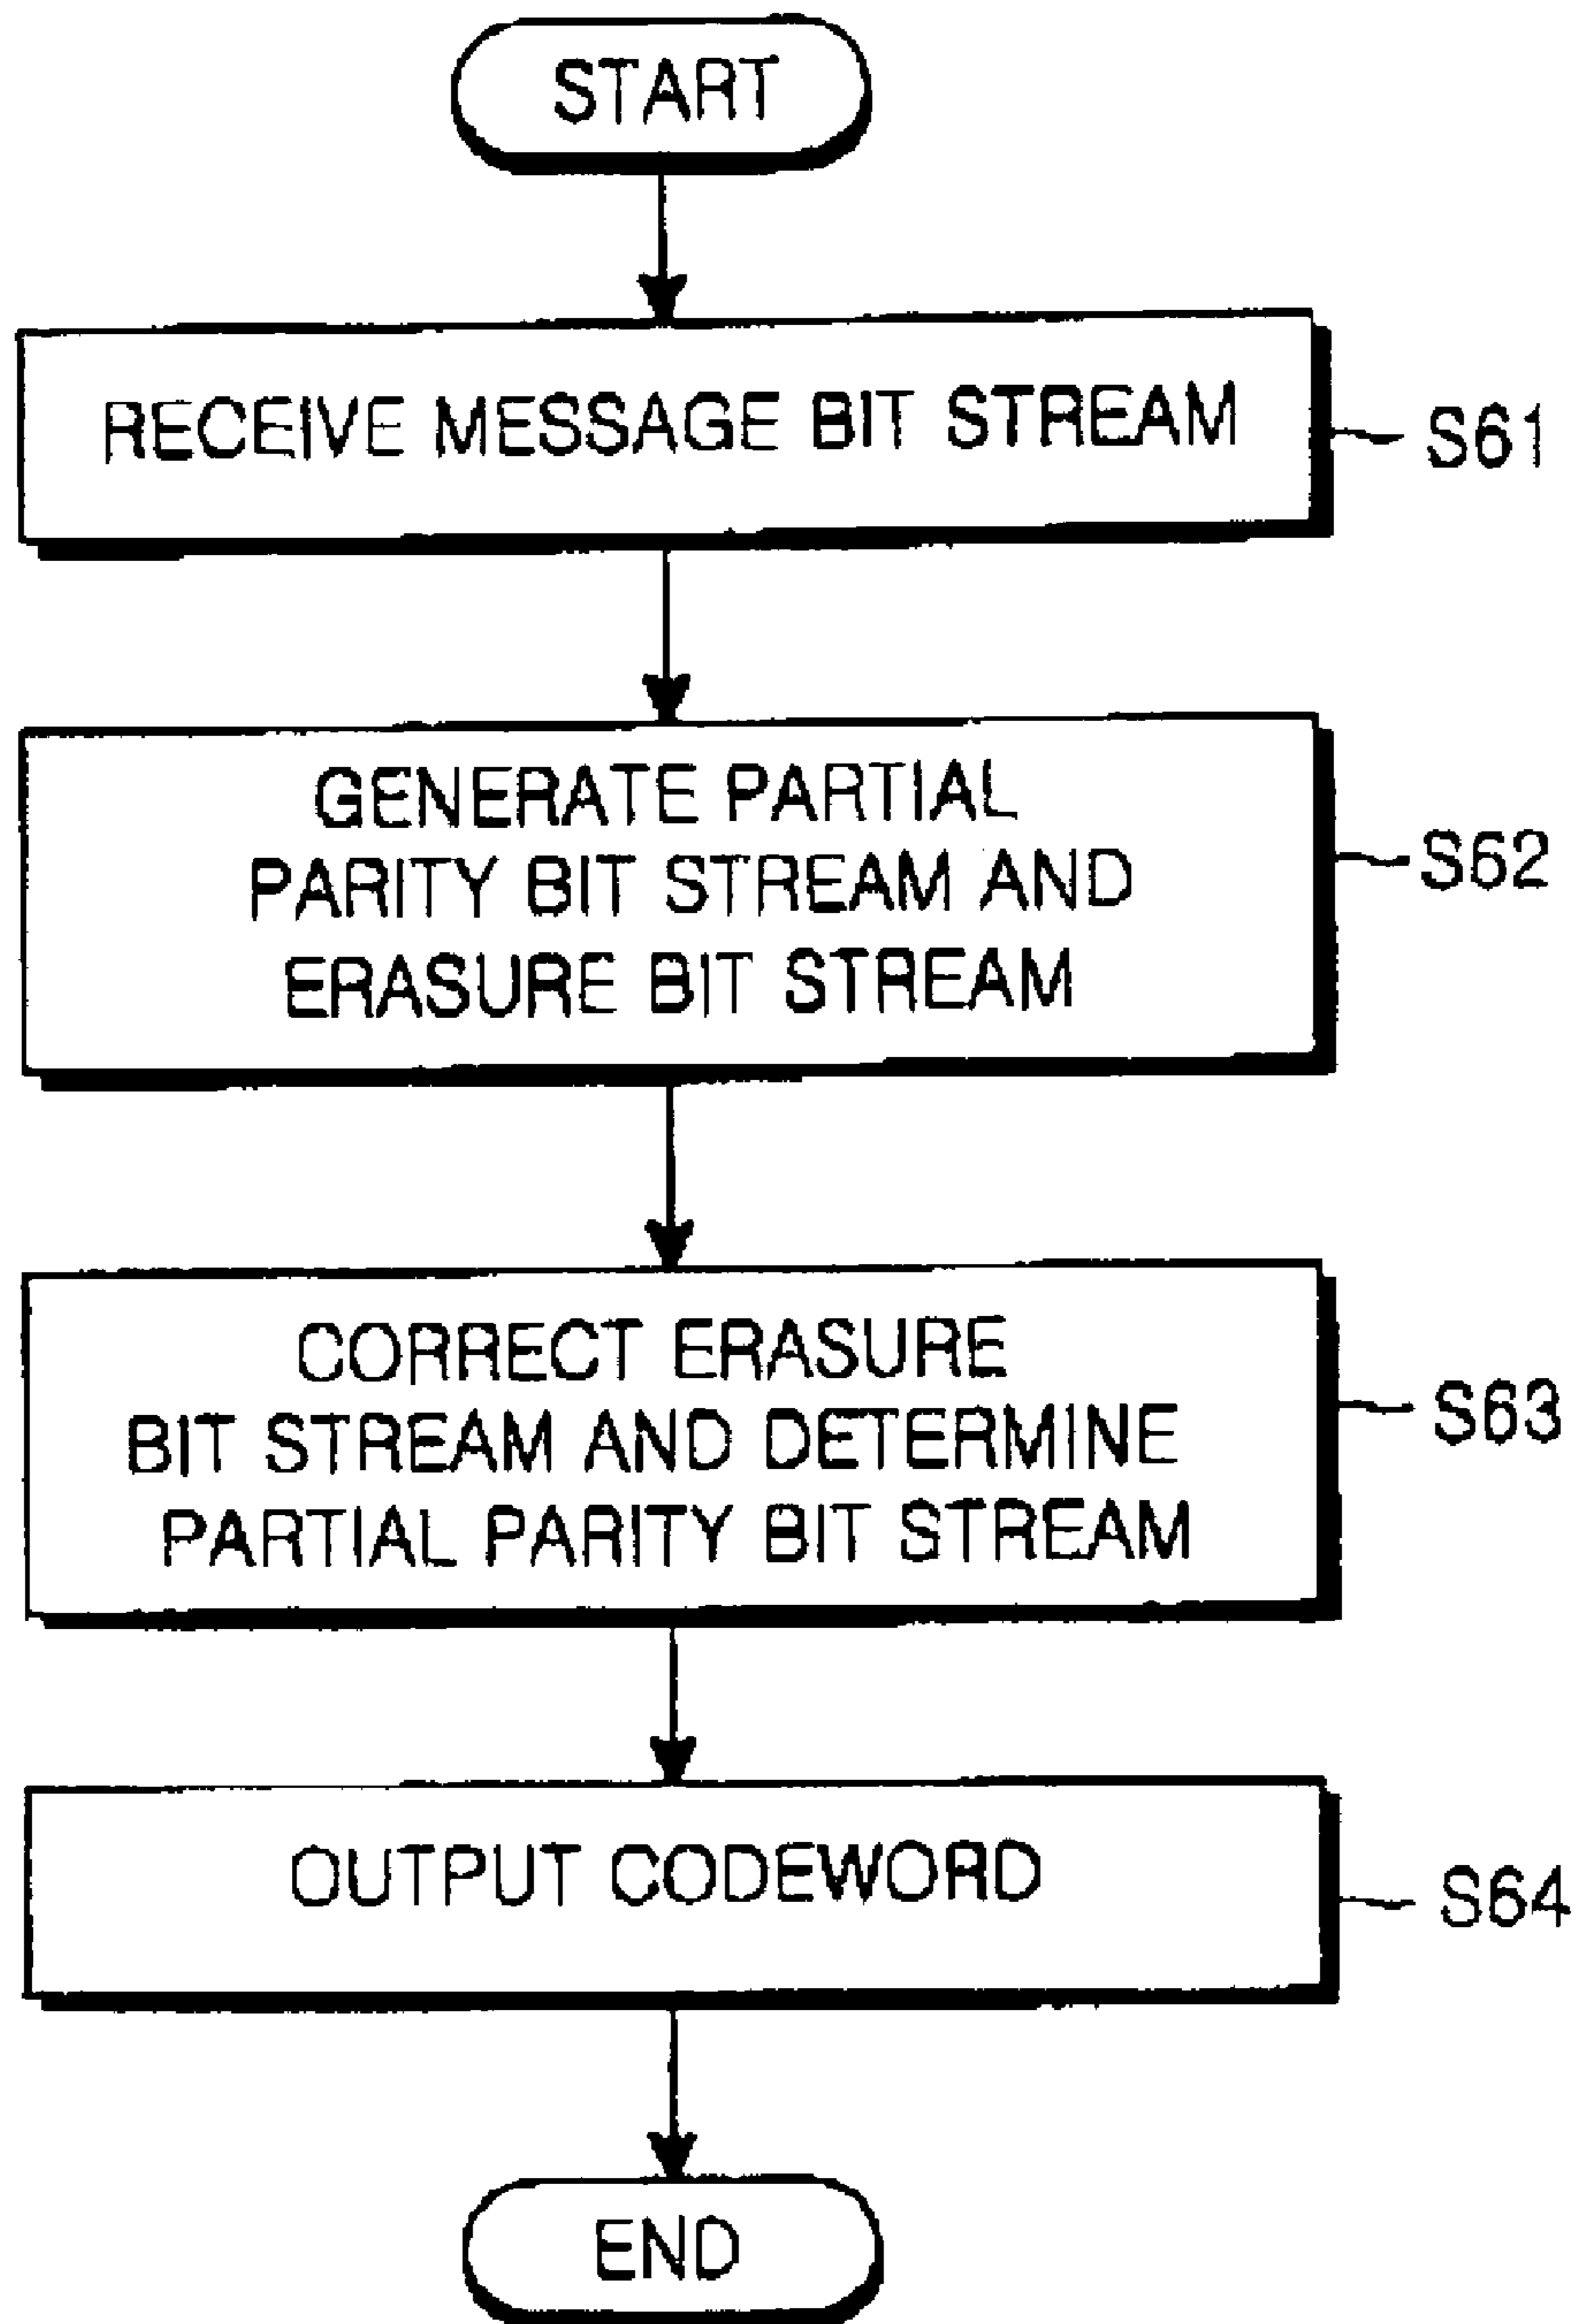 START
RECEIVE MESSAGE BIT STREAM
S61
GENERATE PARTIAL
PARITY BIT STREAM AND
ERASURE BIT STREAM
S62
CORRECT ERASURE
BIT STREAM AND DETERMINE
PARTIAL PARITY BIT STREAM
S63
OUTPUT CODEWORD
S64
END